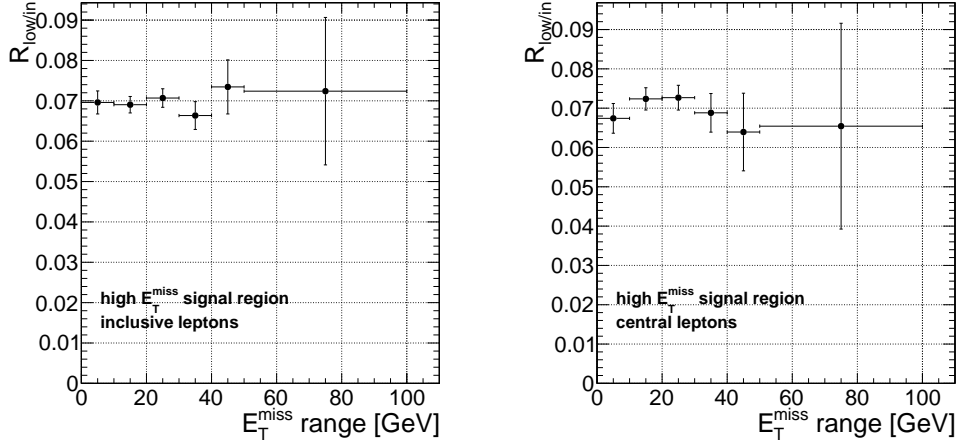 R_low/in
0.09
0.08
0.07
0.06
0.05
0.04
0.03
0.02
0.01
0
high E_T^miss signal region
inclusive leptons
0 20 40 60 80 100
E_T^miss range [GeV]
R_low/in
0.09
0.08
0.07
0.06
0.05
0.04
0.03
0.02
0.01
0
high E_T^miss signal region
central leptons
0 20 40 60 80 100
E_T^miss range [GeV]